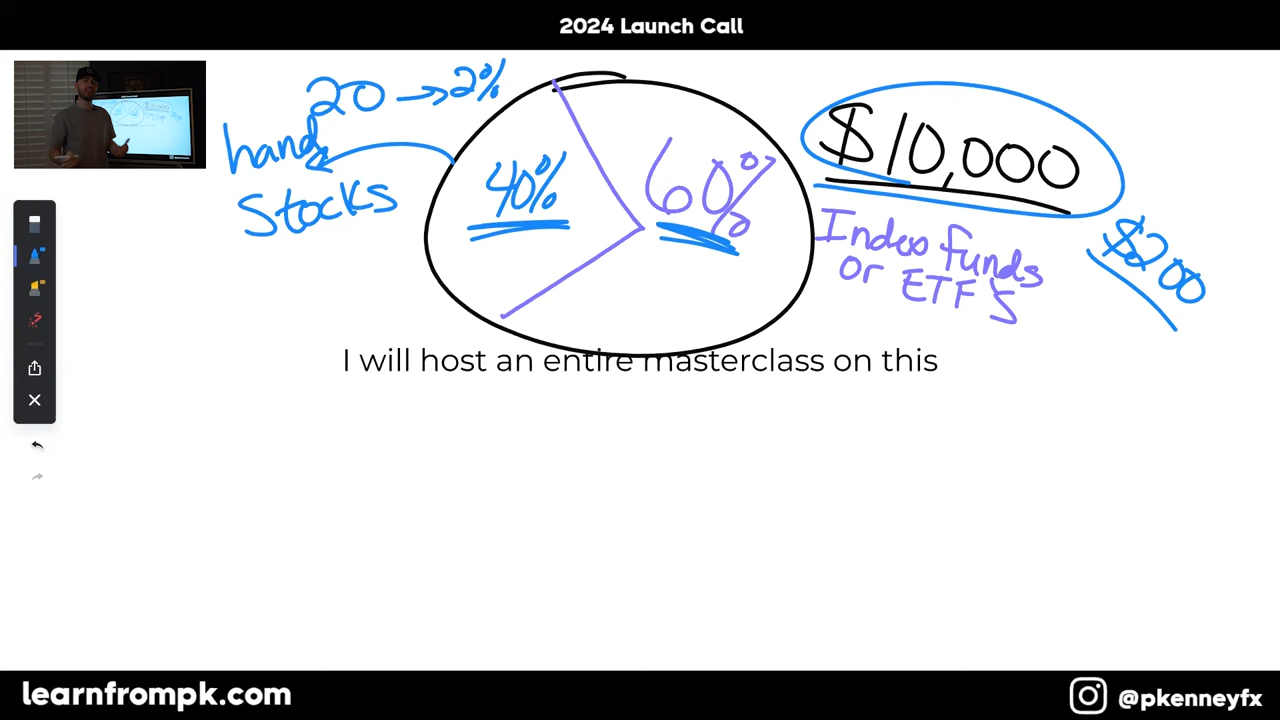 2024 Launch Call
20 → 2%
hand
Stocks
40%
60%
$10,000
Index funds
or ETF's
$200
I will host an entire masterclass on this
learnfrompk.com
@pkenneyfx